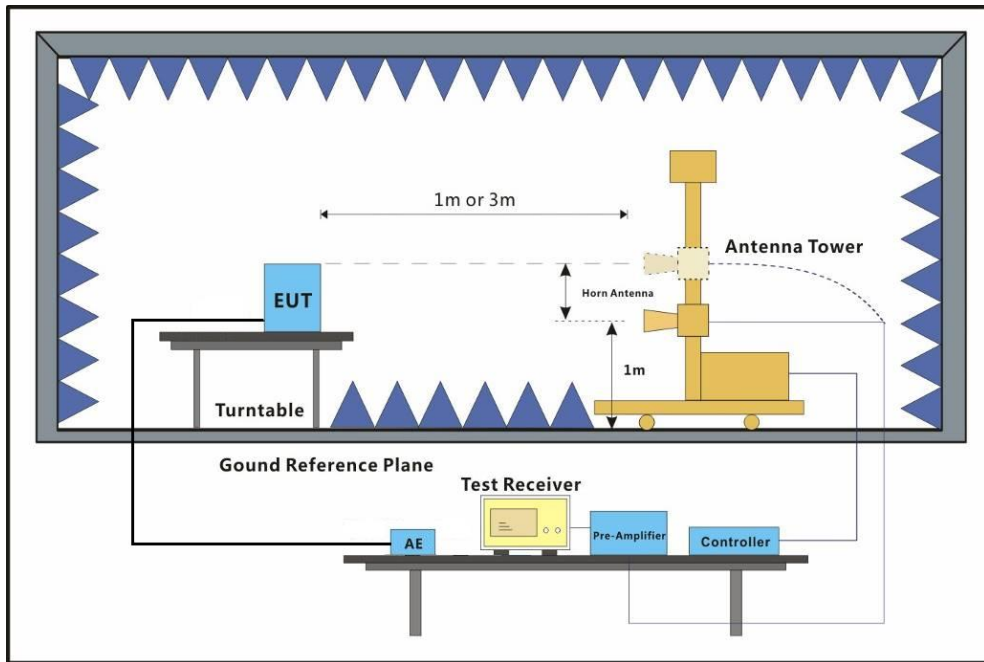 1m or 3m
Antenna Tower
EUT
Horn Antenna
1m
Turntable
Gound Reference Plane
Test Receiver
AE
Pre-Amplifier
Controller